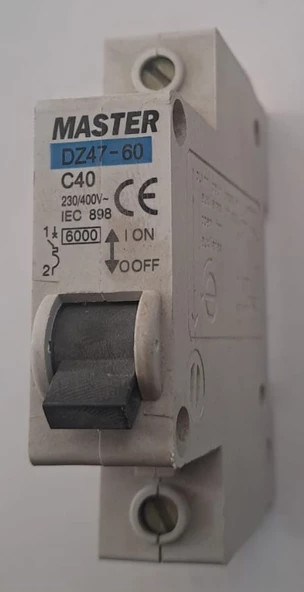 MASTER
DZ47-60
C40
230/400V~
IEC 898 CE
1 6000 I ON
2 O OFF